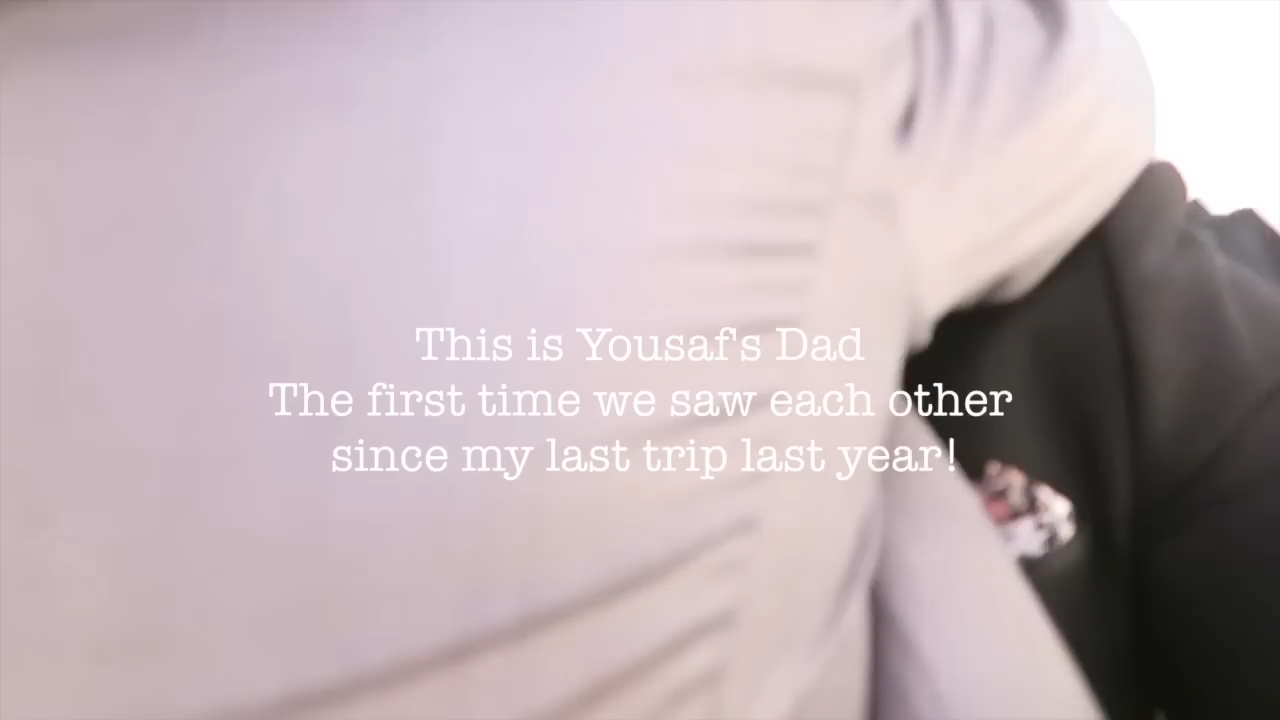 This is Yousaf's Dad
The first time we saw each other
since my last trip last year!